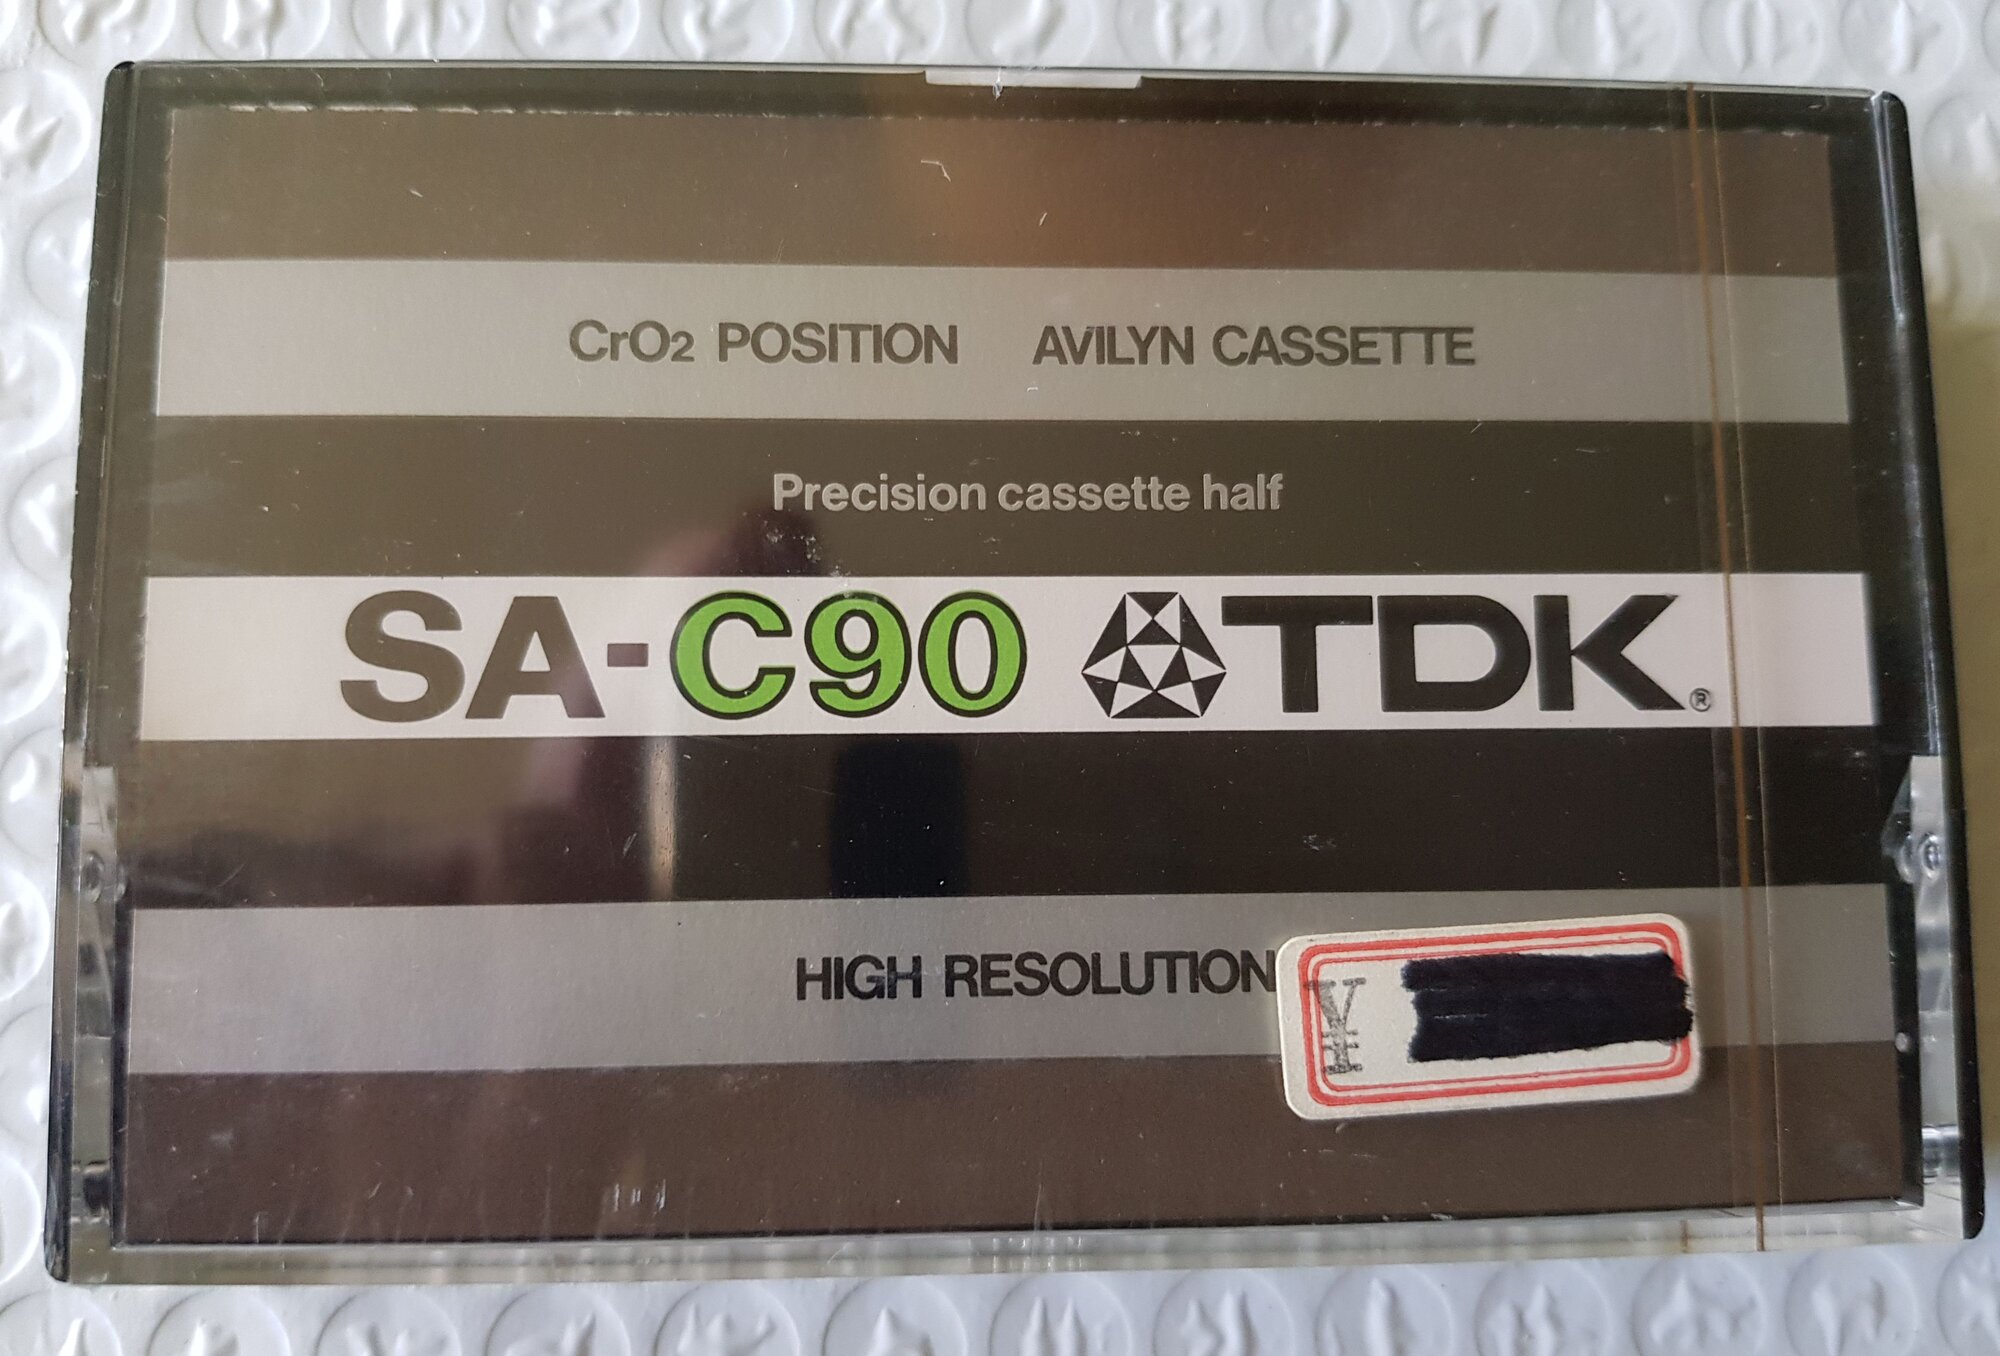 CrO2 POSITION AVILYN CASSETTE
Precision cassette half
SA-C90 TDK®
HIGH RESOLUTION
¥